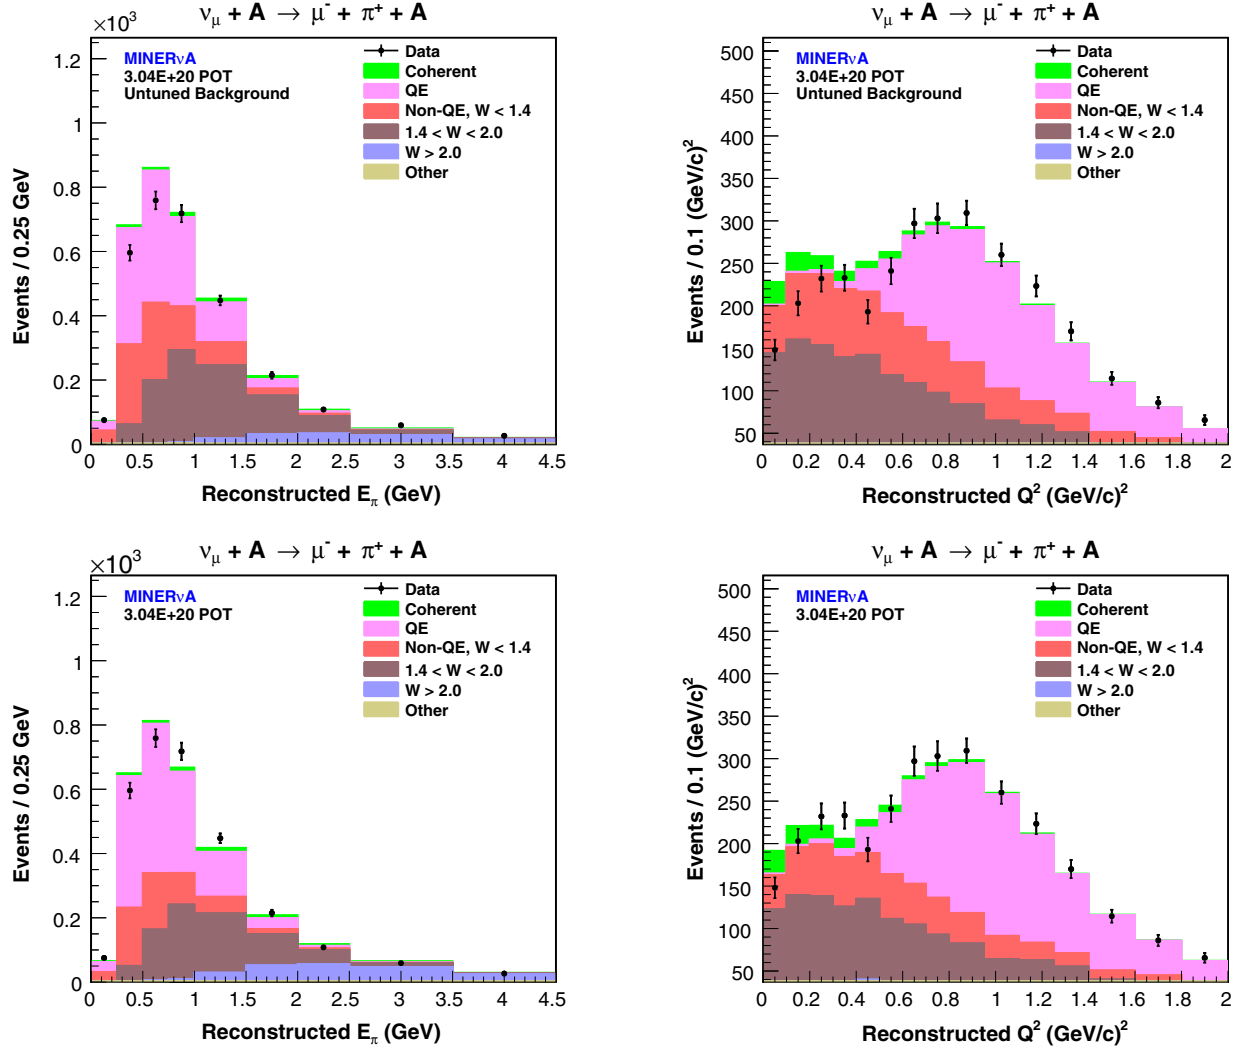 ν_μ + A → μ⁻ + π⁺ + A
×10³
MINERνA
3.04E+20 POT
Untuned Background
Data
Coherent
QE
Non-QE, W < 1.4
1.4 < W < 2.0
W > 2.0
Other
Events / 0.25 GeV
1.2
1
0.8
0.6
0.4
0.2
0
0 0.5 1 1.5 2 2.5 3 3.5 4 4.5
Reconstructed E_π (GeV)
ν_μ + A → μ⁻ + π⁺ + A
MINERνA
3.04E+20 POT
Untuned Background
Data
Coherent
QE
Non-QE, W < 1.4
1.4 < W < 2.0
W > 2.0
Other
Events / 0.1 (GeV/c)²
500
450
400
350
300
250
200
150
100
50
0 0.2 0.4 0.6 0.8 1 1.2 1.4 1.6 1.8 2
Reconstructed Q² (GeV/c)²
ν_μ + A → μ⁻ + π⁺ + A
×10³
MINERνA
3.04E+20 POT
Data
Coherent
QE
Non-QE, W < 1.4
1.4 < W < 2.0
W > 2.0
Other
Events / 0.25 GeV
1.2
1
0.8
0.6
0.4
0.2
0
0 0.5 1 1.5 2 2.5 3 3.5 4 4.5
Reconstructed E_π (GeV)
ν_μ + A → μ⁻ + π⁺ + A
MINERνA
3.04E+20 POT
Data
Coherent
QE
Non-QE, W < 1.4
1.4 < W < 2.0
W > 2.0
Other
Events / 0.1 (GeV/c)²
500
450
400
350
300
250
200
150
100
50
0 0.2 0.4 0.6 0.8 1 1.2 1.4 1.6 1.8 2
Reconstructed Q² (GeV/c)²